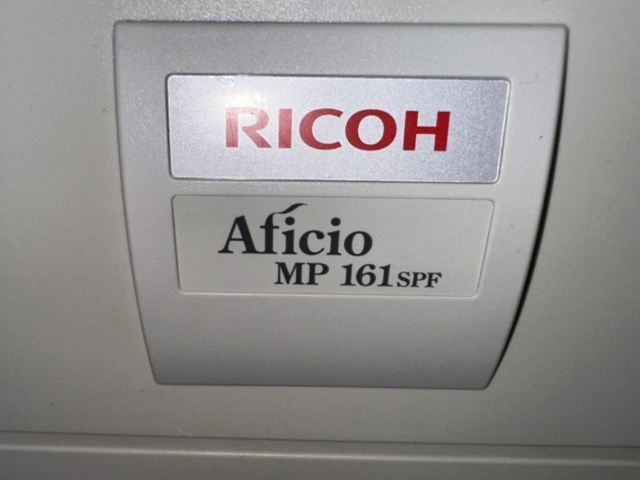 RICOH
Aficio
MP 161SPF